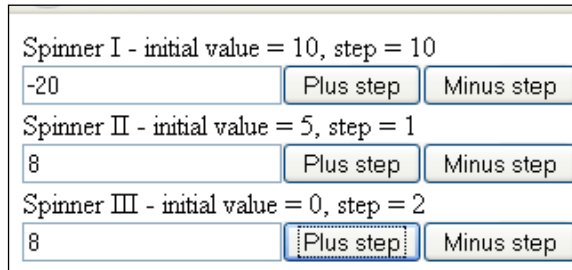 Spinner I - initial value = 10, step = 10
-20 Plus step Minus step
Spinner II - initial value = 5, step = 1
8 Plus step Minus step
Spinner III - initial value = 0, step = 2
8 Plus step Minus step